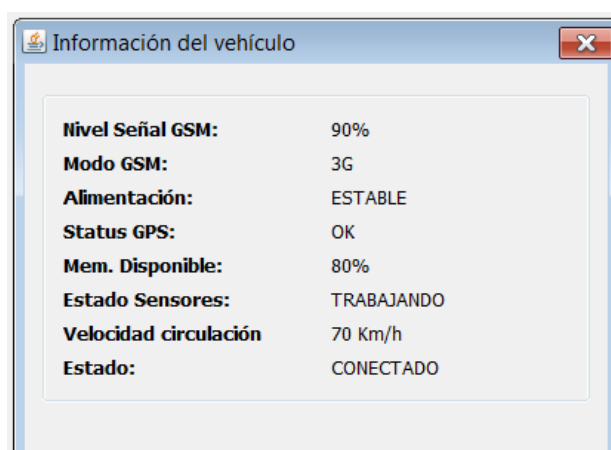 Información del vehículo
Nivel Señal GSM: 90%
Modo GSM: 3G
Alimentación: ESTABLE
Status GPS: OK
Mem. Disponible: 80%
Estado Sensores: TRABAJANDO
Velocidad circulación 70 Km/h
Estado: CONECTADO